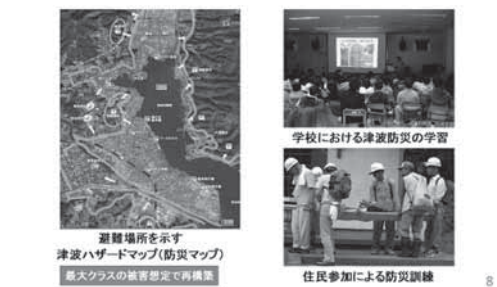 避難場所を示す
津波ハザードマップ(防災マップ)
最大クラスの被害想定で再構築
学校における津波防災の学習
住民参加による防災訓練
8